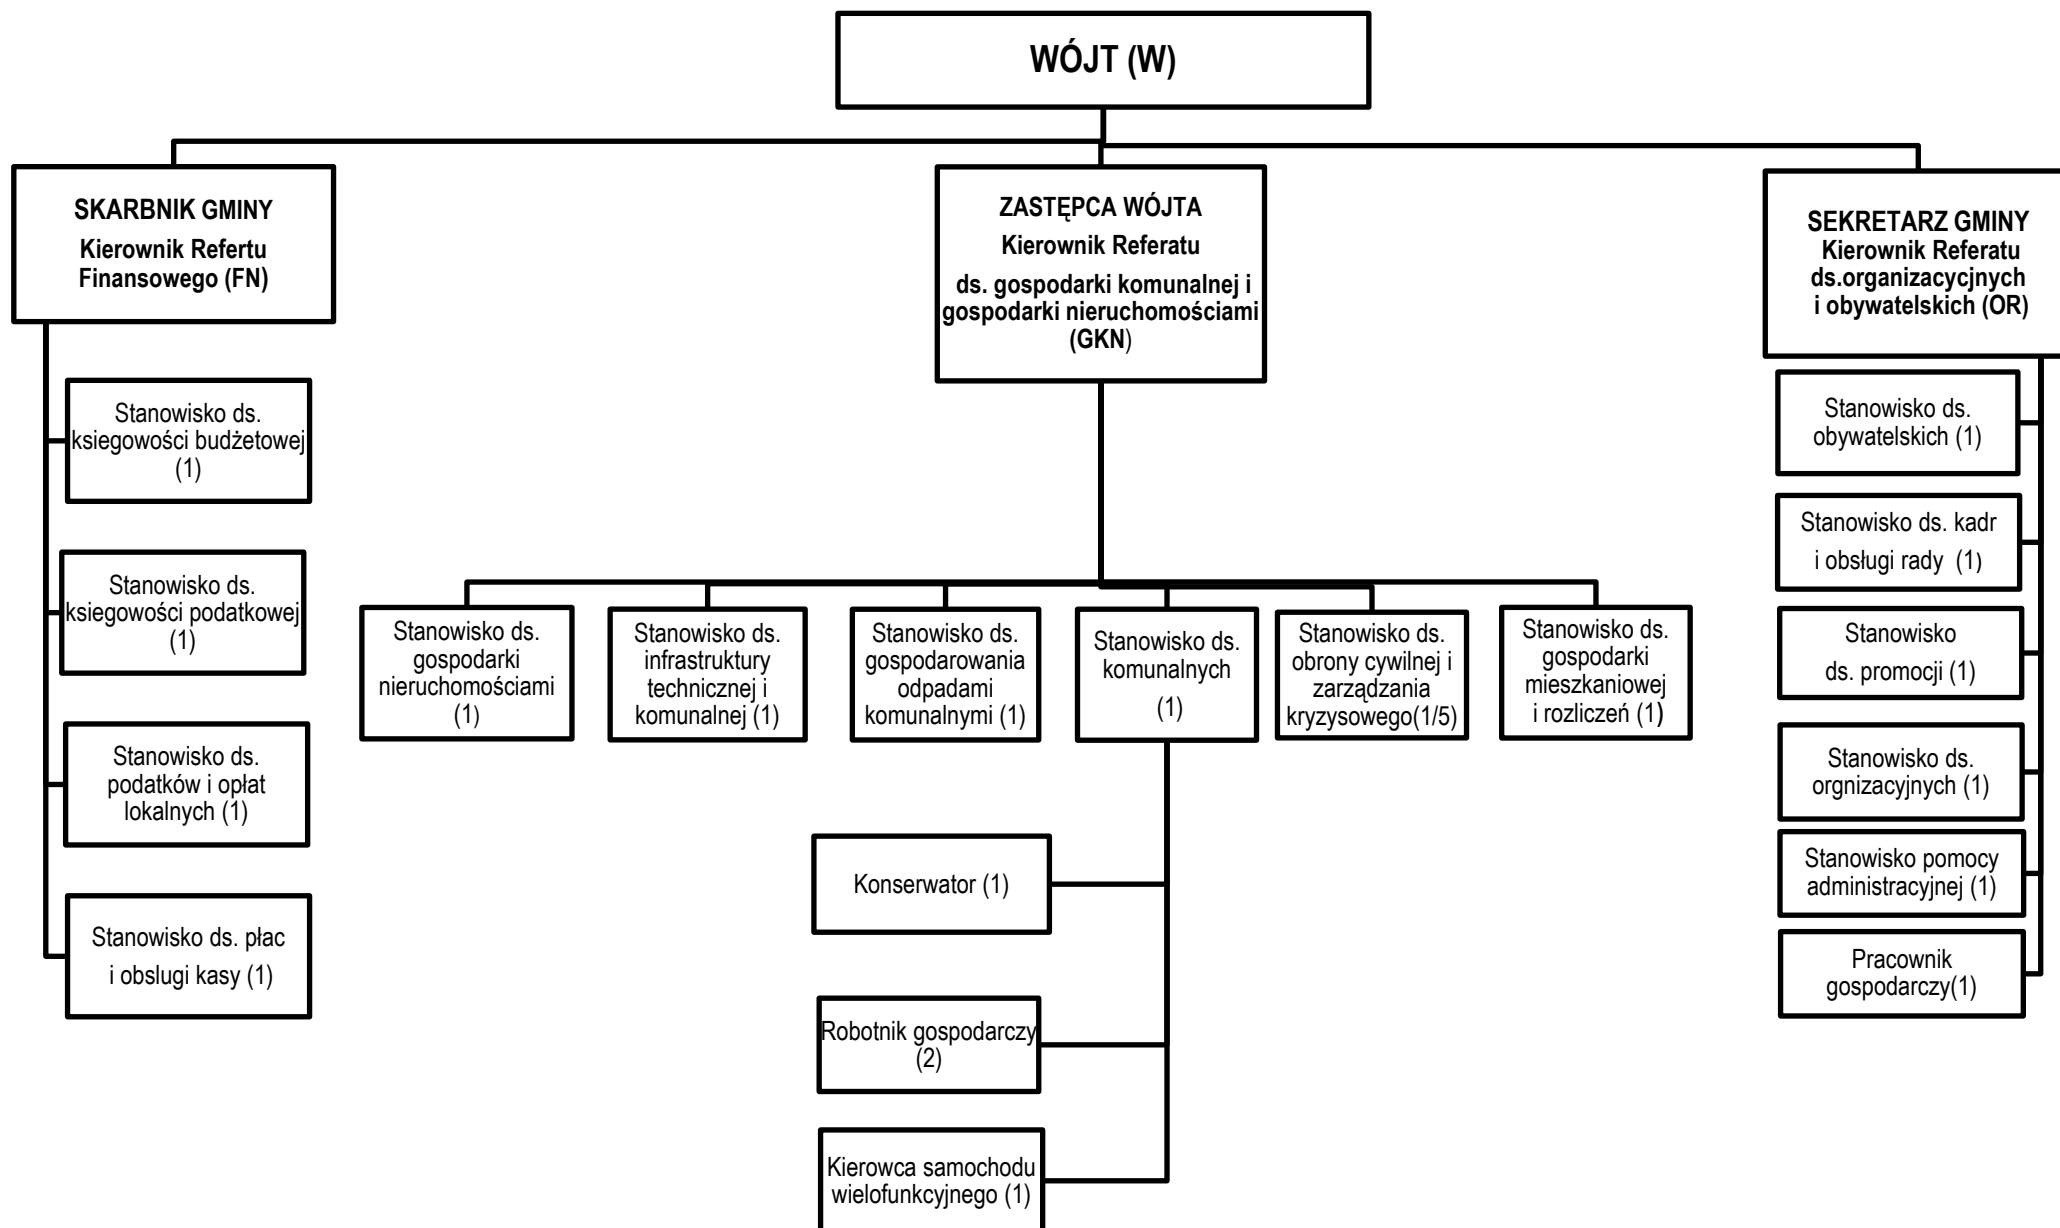 WÓJT (W)
SKARBNIK GMINY
Kierownik Refertu
Finansowego (FN)
ZASTĘPCA WÓJTA
Kierownik Referatu
ds. gospodarki komunalnej i
gospodarki nieruchomościami
(GKN)
SEKRETARZ GMINY
Kierownik Referatu
ds.organizacycjnych
i obywatelskich (OR)
Stanowisko ds.
ksiegowości budżetowej
(1)
Stanowisko ds.
ksiegowości podatkowej
(1)
Stanowisko ds.
podatków i opłat
lokalnych (1)
Stanowisko ds. płac
i obslugi kasy (1)
Stanowisko ds.
gospodarki
nieruchomościami
(1)
Stanowisko ds.
infrastruktury
technicznej i
komunalnej (1)
Stanowisko ds.
gospodarowania
odpadami
komunalnymi (1)
Stanowisko ds.
komunalnych
(1)
Stanowisko ds.
obrony cywilnej i
zarządzania
kryzysowego(1/5)
Stanowisko ds.
gospodarki
mieszkaniowej
i rozliczeń (1)
Konserwator (1)
Robotnik gospodarczy
(2)
Kierowca samochodu
wielofunkcyjnego (1)
Stanowisko ds.
obywatelskich (1)
Stanowisko ds. kadr
i obsługi rady (1)
Stanowisko
ds. promocji (1)
Stanowisko ds.
orgnizacyjnych (1)
Stanowisko pomocy
administracyjnej (1)
Pracownik
gospodarczy(1)